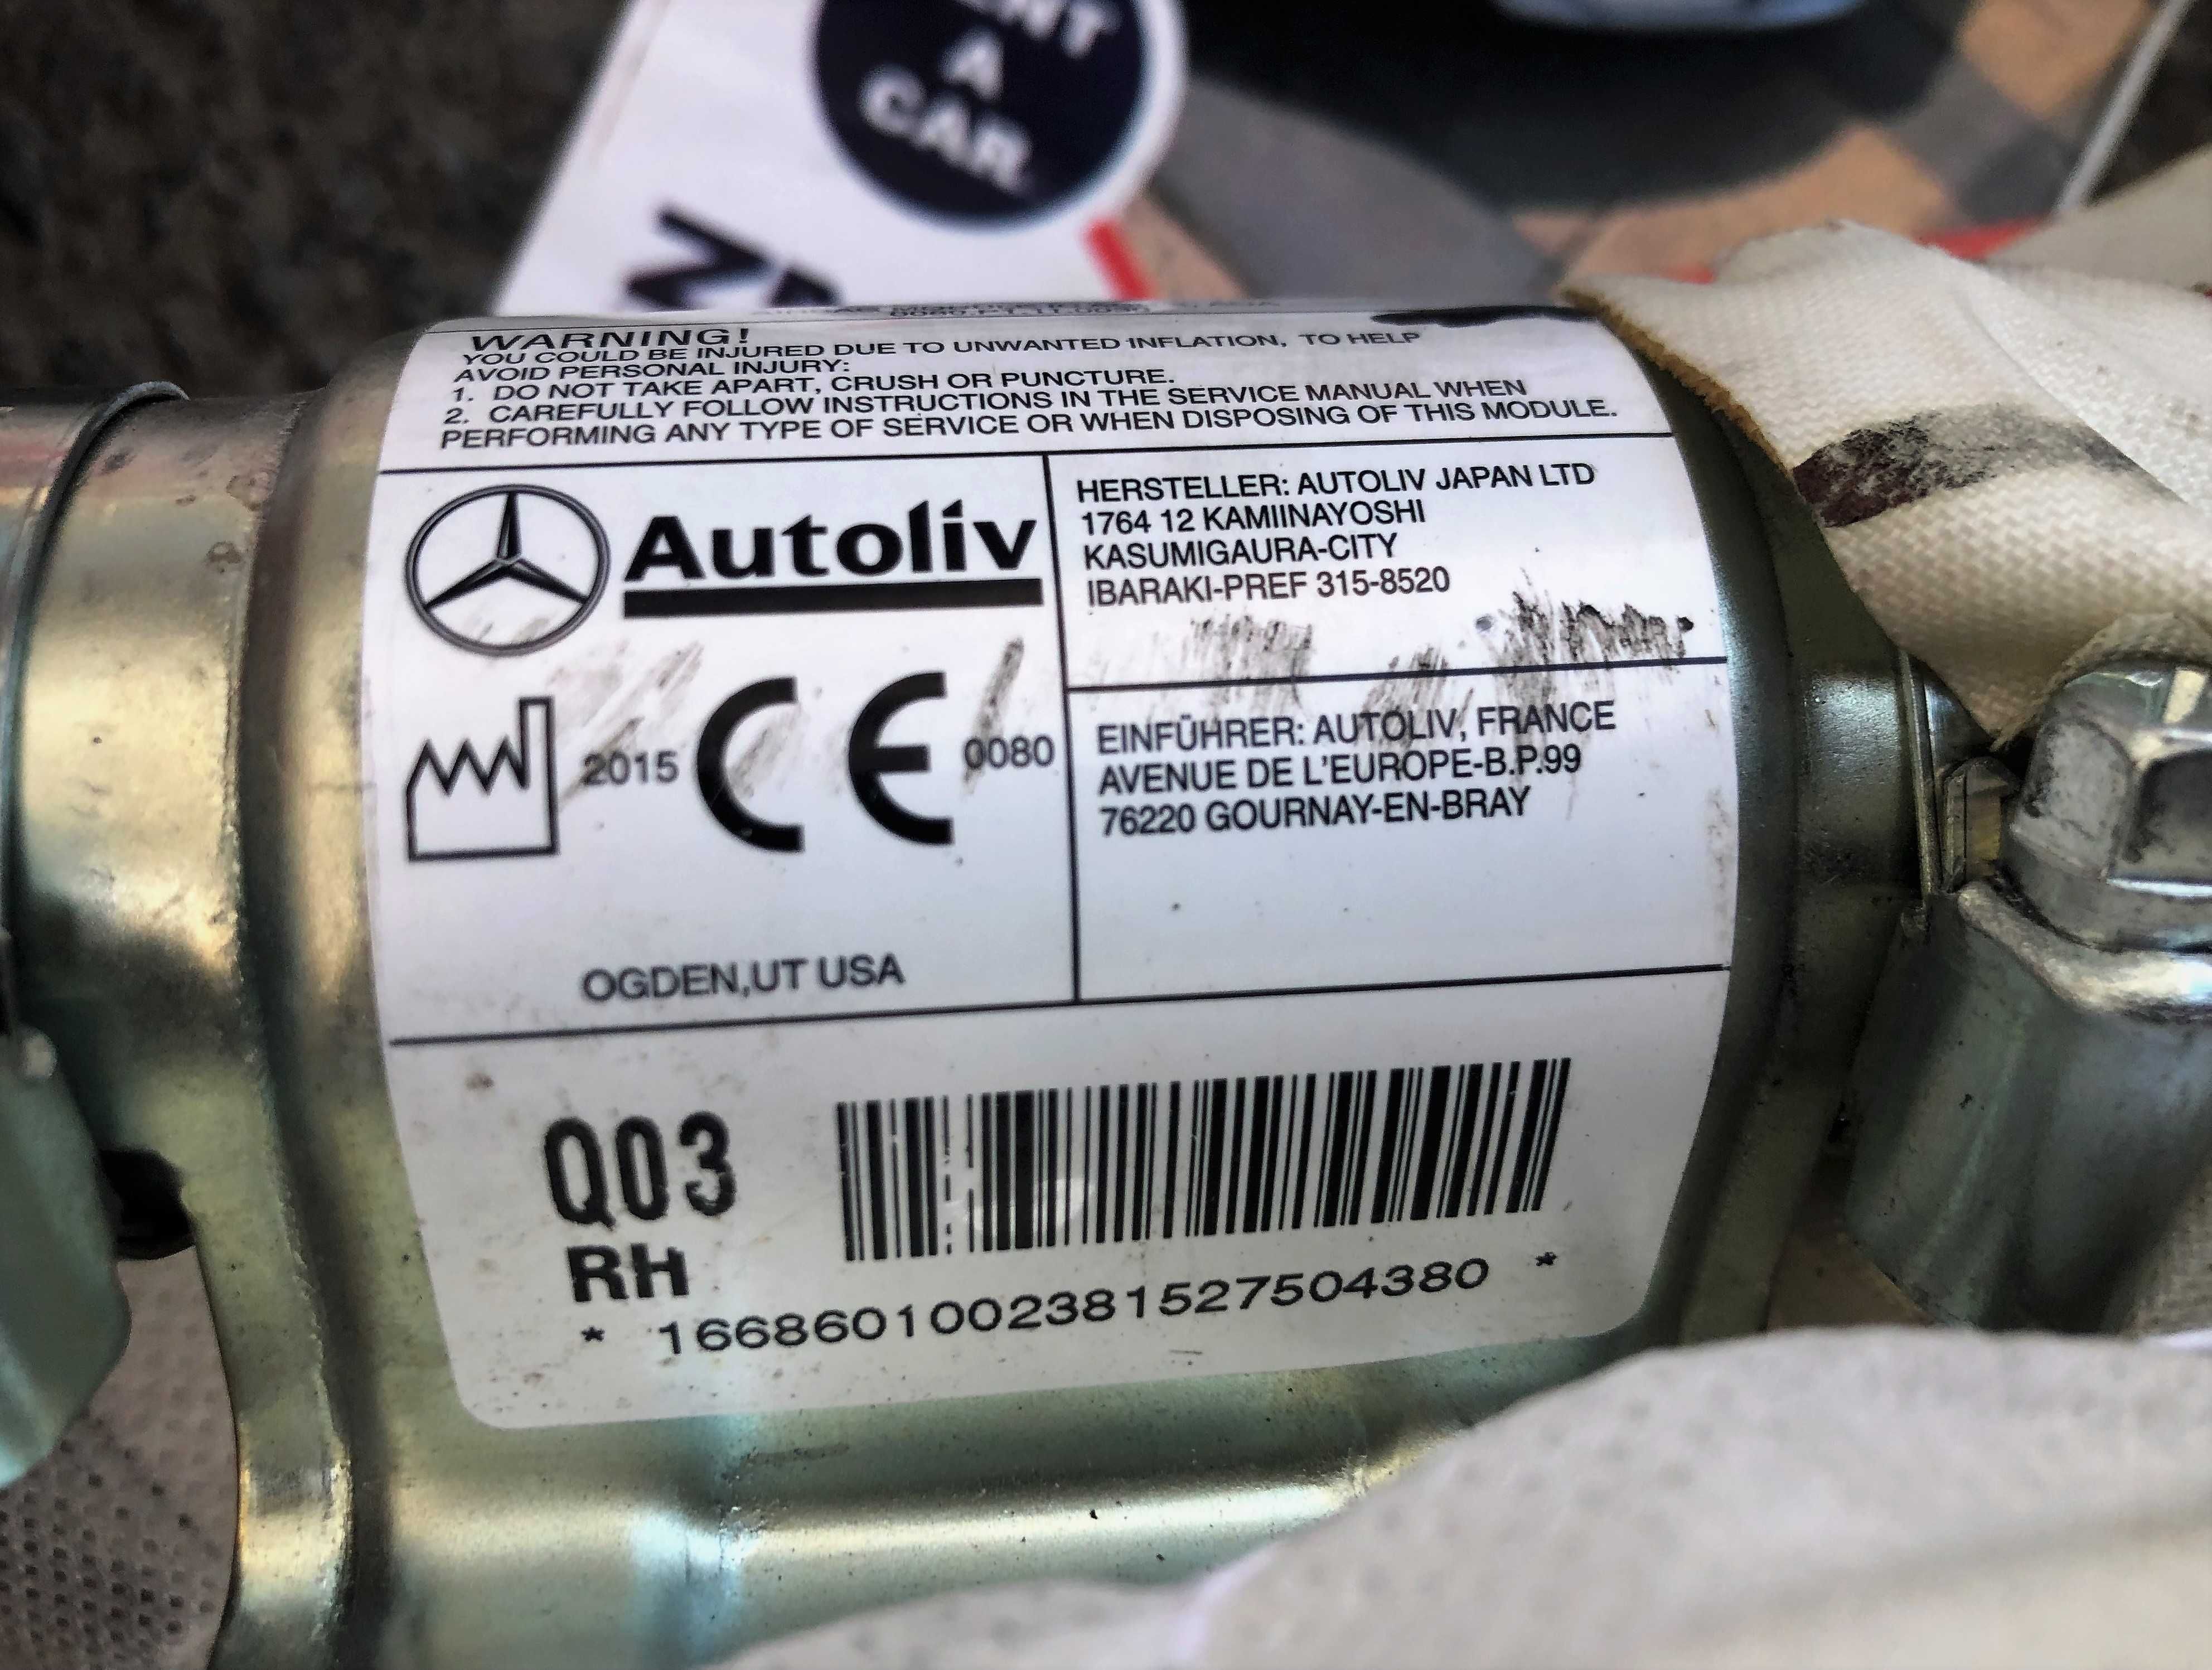 A
CAR
WARNING!
YOU COULD BE INJURED DUE TO UNWANTED INFLATION, TO HELP
AVOID PERSONAL INJURY:
1. DO NOT TAKE APART, CRUSH OR PUNCTURE.
2. CAREFULLY FOLLOW INSTRUCTIONS IN THE SERVICE MANUAL WHEN
PERFORMING ANY TYPE OF SERVICE OR WHEN DISPOSING OF THIS MODULE.
Autoliv
2015 CE 0080
OGDEN,UT USA
HERSTELLER: AUTOLIV JAPAN LTD
1764 12 KAMIINAYOSHI
KASUMIGAURA-CITY
IBARAKI-PREF 315-8520
EINFÜHRER: AUTOLIV, FRANCE
AVENUE DE L'EUROPE-B.P.99
76220 GOURNAY-EN-BRAY
Q03
RH
* 1668601002381527504380 *